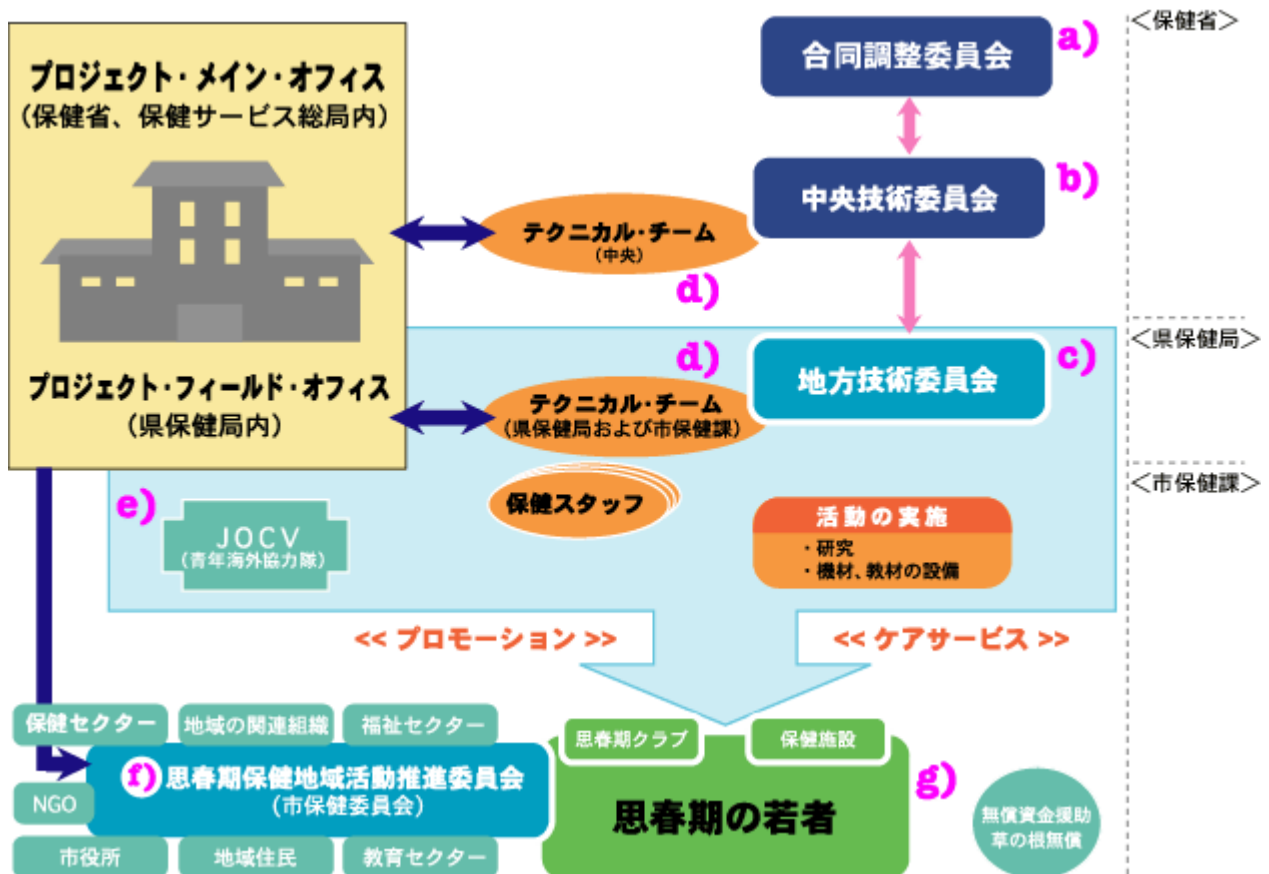 プロジェクト・メイン・オフィス
(保健省、保健サービス総局内)
プロジェクト・フィールド・オフィス
(県保健局内)
合同調整委員会
a)
<保健省>
中央技術委員会
b)
テクニカル・チーム
(中央)
d)
<県保健局>
地方技術委員会
c)
d)
テクニカル・チーム
(県保健局および市保健課)
<市保健課>
保健スタッフ
e)
JOCV
(青年海外協力隊)
活動の実施
・研究
・機材、教材の設備
<< プロモーション >>
<< ケアサービス >>
保健セクター
地域の関連組織
福祉セクター
f) 思春期保健地域活動推進委員会
(市保健委員会)
NGO
市役所
地域住民
教育セクター
思春期クラブ
保健施設
g)
思春期の若者
無償資金援助
草の根無償